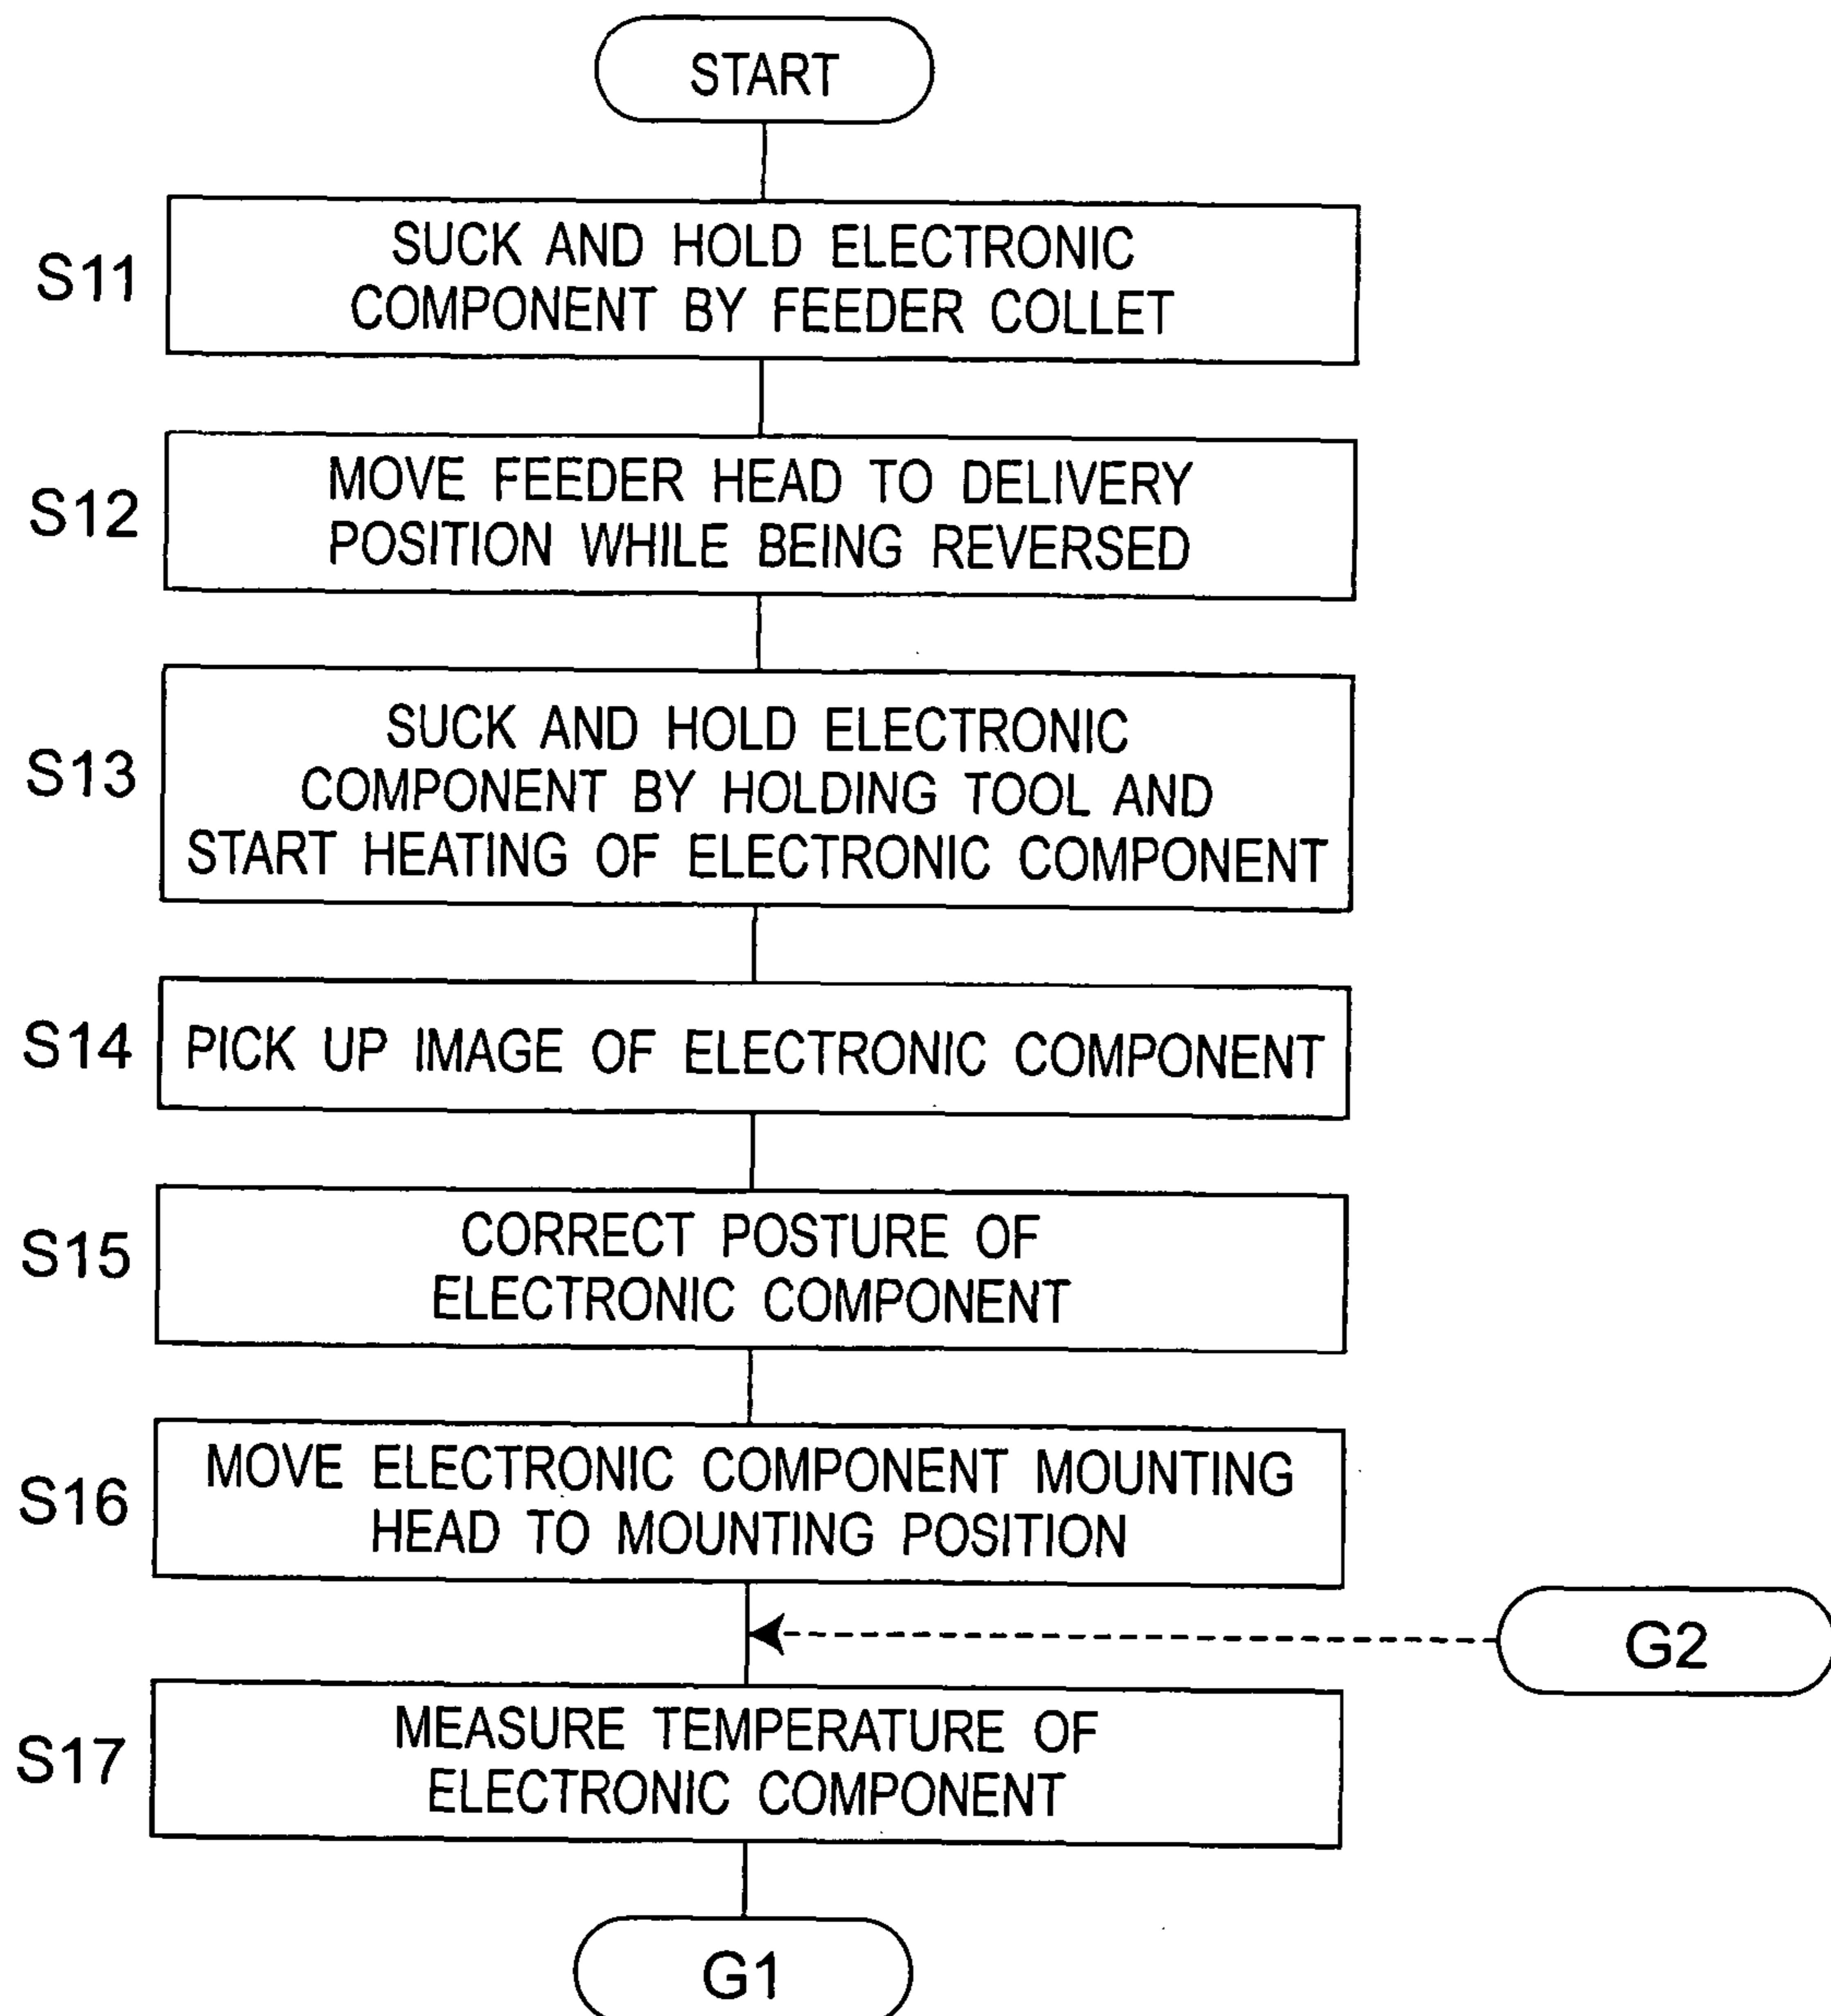 START
S11
SUCK AND HOLD ELECTRONIC
COMPONENT BY FEEDER COLLET
S12
MOVE FEEDER HEAD TO DELIVERY
POSITION WHILE BEING REVERSED
S13
SUCK AND HOLD ELECTRONIC
COMPONENT BY HOLDING TOOL AND
START HEATING OF ELECTRONIC COMPONENT
S14
PICK UP IMAGE OF ELECTRONIC COMPONENT
S15
CORRECT POSTURE OF
ELECTRONIC COMPONENT
S16
MOVE ELECTRONIC COMPONENT MOUNTING
HEAD TO MOUNTING POSITION
G2
S17
MEASURE TEMPERATURE OF
ELECTRONIC COMPONENT
G1